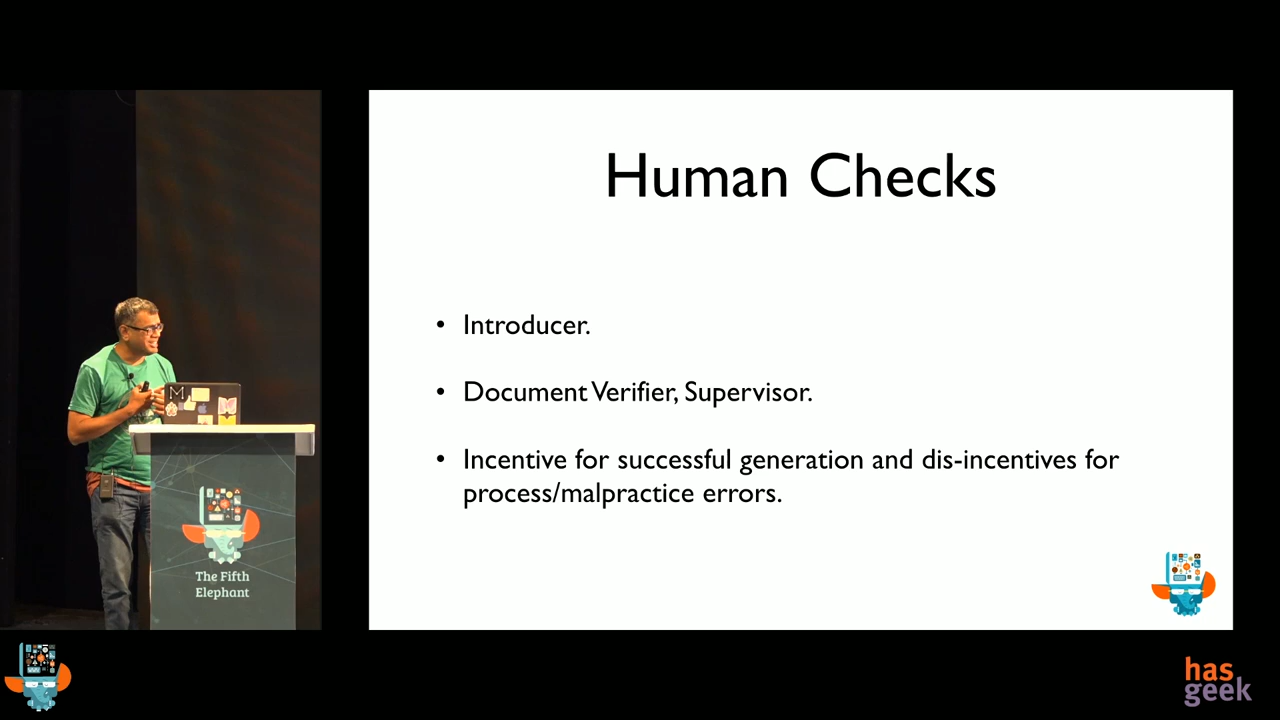 Human Checks
• Introducer.
• Document Verifier, Supervisor.
• Incentive for successful generation and dis-incentives for
process/malpractice errors.
M
The Fifth
Elephant
has
geek